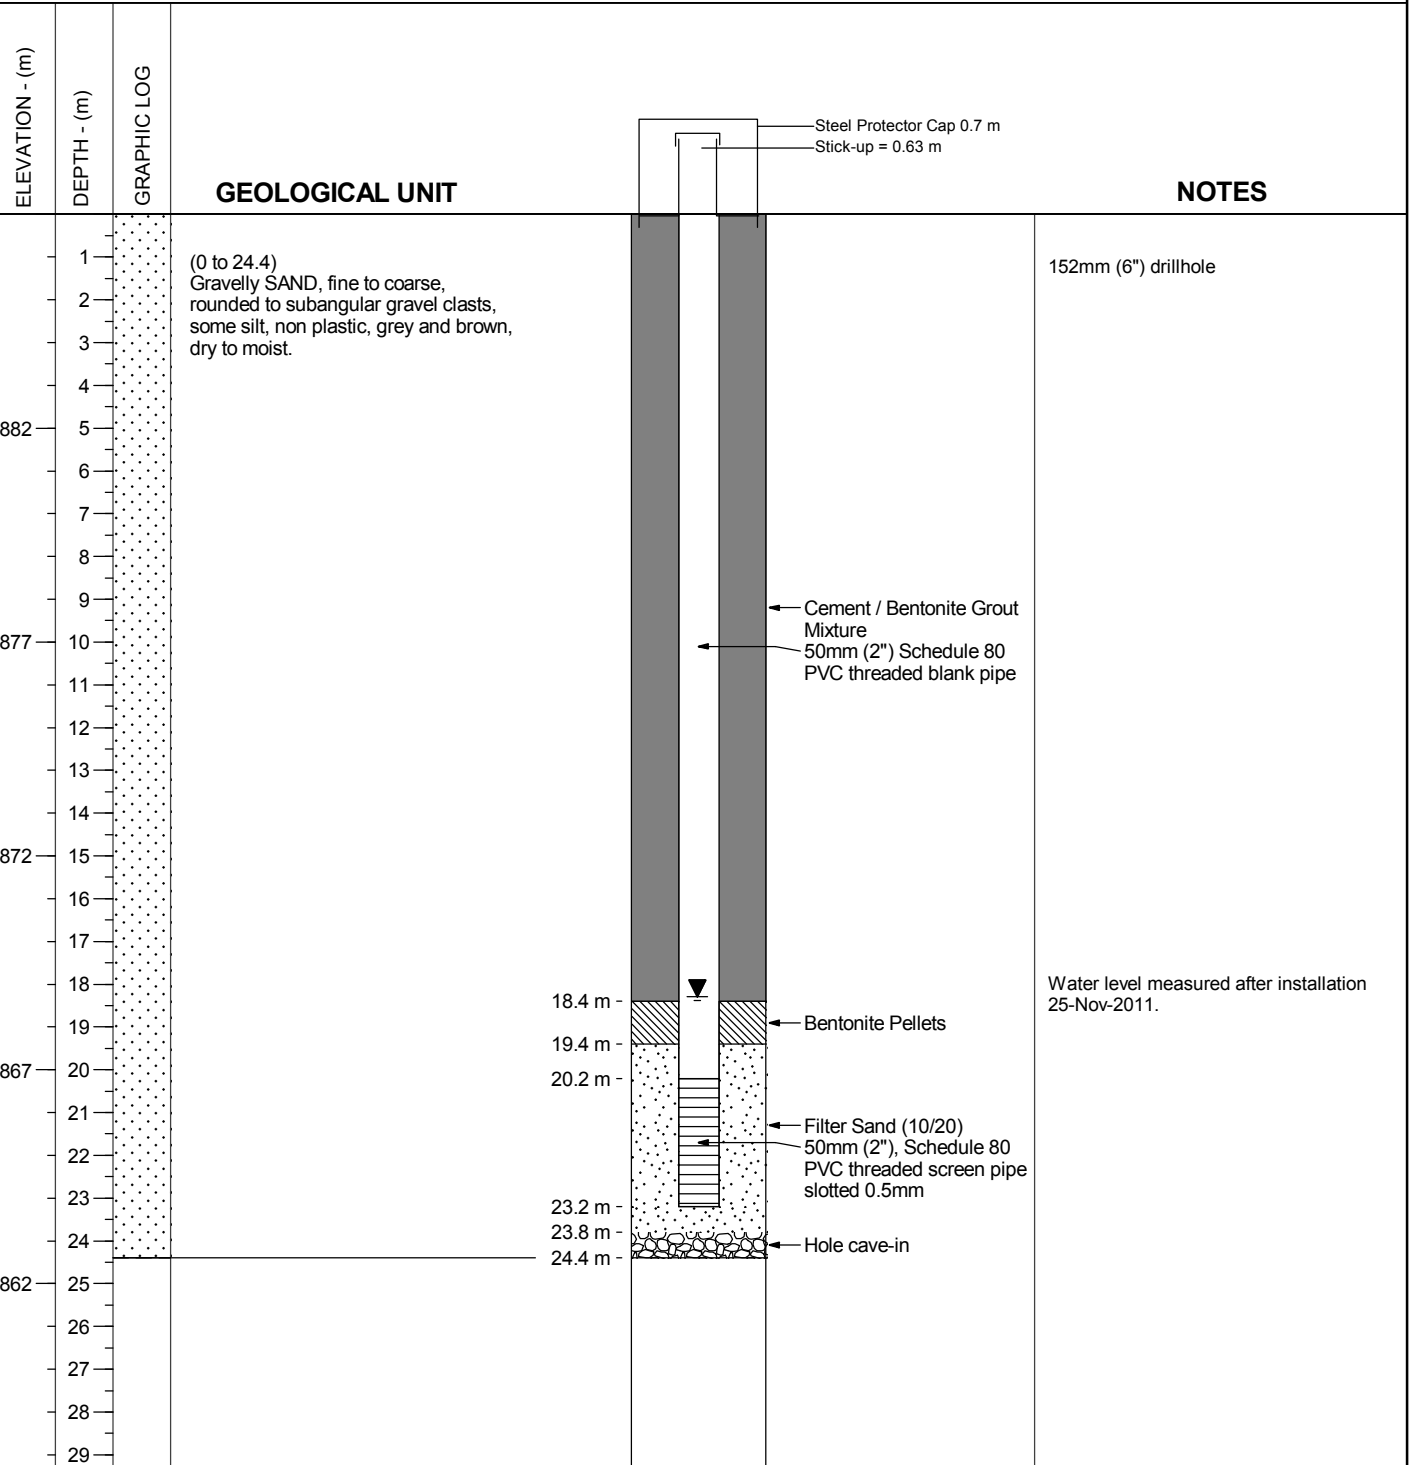 ELEVATION - (m)
DEPTH - (m)
GRAPHIC LOG
GEOLOGICAL UNIT
NOTES
Steel Protector Cap 0.7 m
Stick-up = 0.63 m
(0 to 24.4)
Gravelly SAND, fine to coarse,
rounded to subangular gravel clasts,
some silt, non plastic, grey and brown,
dry to moist.
152mm (6") drillhole
1
2
3
4
882
5
6
7
8
9
877
10
11
12
13
14
872
15
16
17
18
19
867
20
21
22
23
24
862
25
26
27
28
29
Cement / Bentonite Grout
Mixture
50mm (2") Schedule 80
PVC threaded blank pipe
Water level measured after installation
25-Nov-2011.
18.4 m
Bentonite Pellets
19.4 m
20.2 m
Filter Sand (10/20)
50mm (2"), Schedule 80
PVC threaded screen pipe
slotted 0.5mm
23.2 m
23.8 m
Hole cave-in
24.4 m